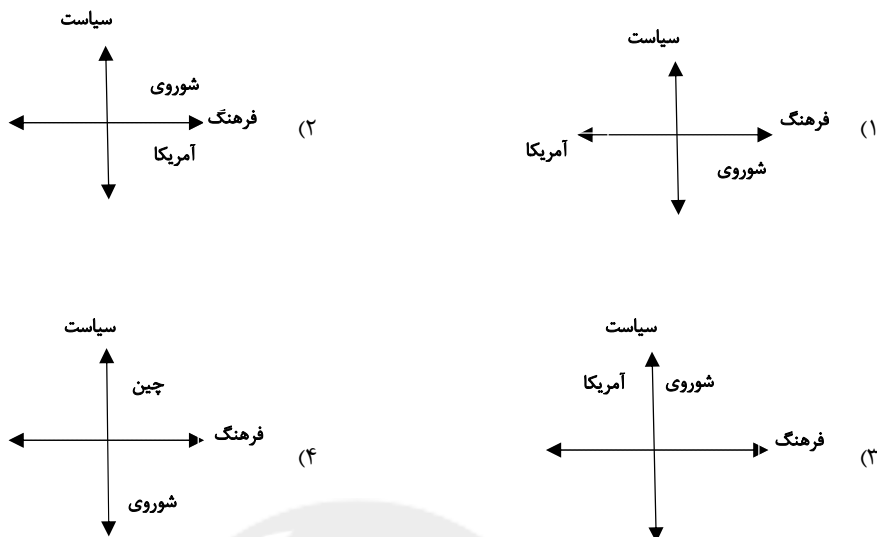 ۱)
سیاست
فرهنگ
آمریکا
شوروی
۲)
سیاست
شوروی
فرهنگ
آمریکا
۳)
سیاست
آمریکا شوروی
فرهنگ
۴)
سیاست
چین
فرهنگ
شوروی